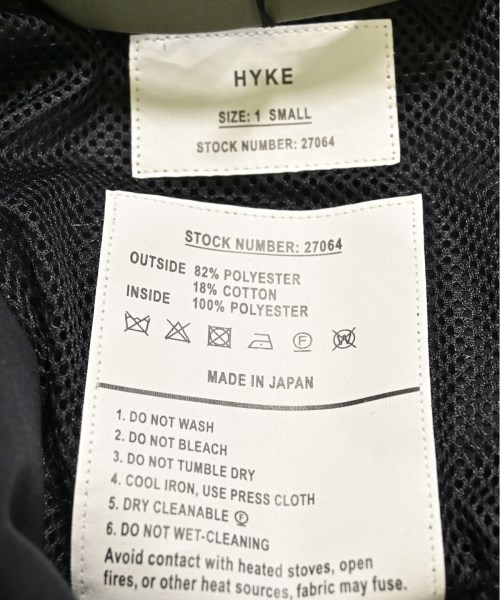 HYKE
SIZE: 1 SMALL
STOCK NUMBER: 27064
STOCK NUMBER: 27064
OUTSIDE 82% POLYESTER
18% COTTON
INSIDE 100% POLYESTER
F W
MADE IN JAPAN
1. DO NOT WASH
2. DO NOT BLEACH
3. DO NOT TUMBLE DRY
4. COOL IRON, USE PRESS CLOTH
5. DRY CLEANABLE Ⓕ
6. DO NOT WET-CLEANING
Avoid contact with heated stoves, open
fires, or other heat sources, fabric may fuse.